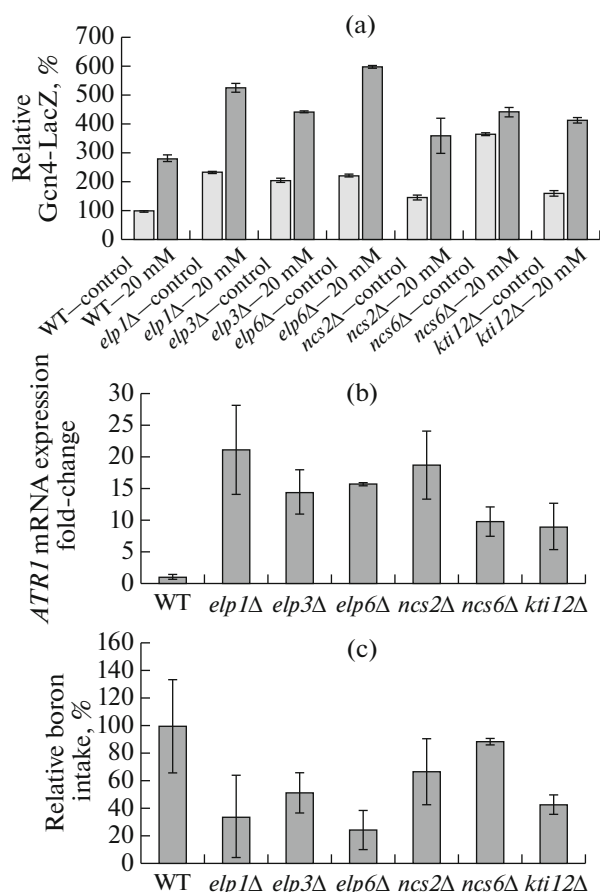 (a)
Relative
Gcn4-LacZ, %
700
600
500
400
300
200
100
0
WT—control
WT—20 mM
elp1Δ—control
elp1Δ—20 mM
elp3Δ—control
elp3Δ—20 mM
elp6Δ—control
elp6Δ—20 mM
ncs2Δ—control
ncs2Δ—20 mM
ncs6Δ—control
ncs6Δ—20 mM
kti12Δ—control
kti12Δ—20 mM
(b)
ATR1 mRNA expression
fold-change
30
25
20
15
10
5
0
WT elp1Δ elp3Δ elp6Δ ncs2Δ ncs6Δ kti12Δ
(c)
Relative boron
intake, %
160
140
120
100
80
60
40
20
0
WT elp1Δ elp3Δ elp6Δ ncs2Δ ncs6Δ kti12Δ